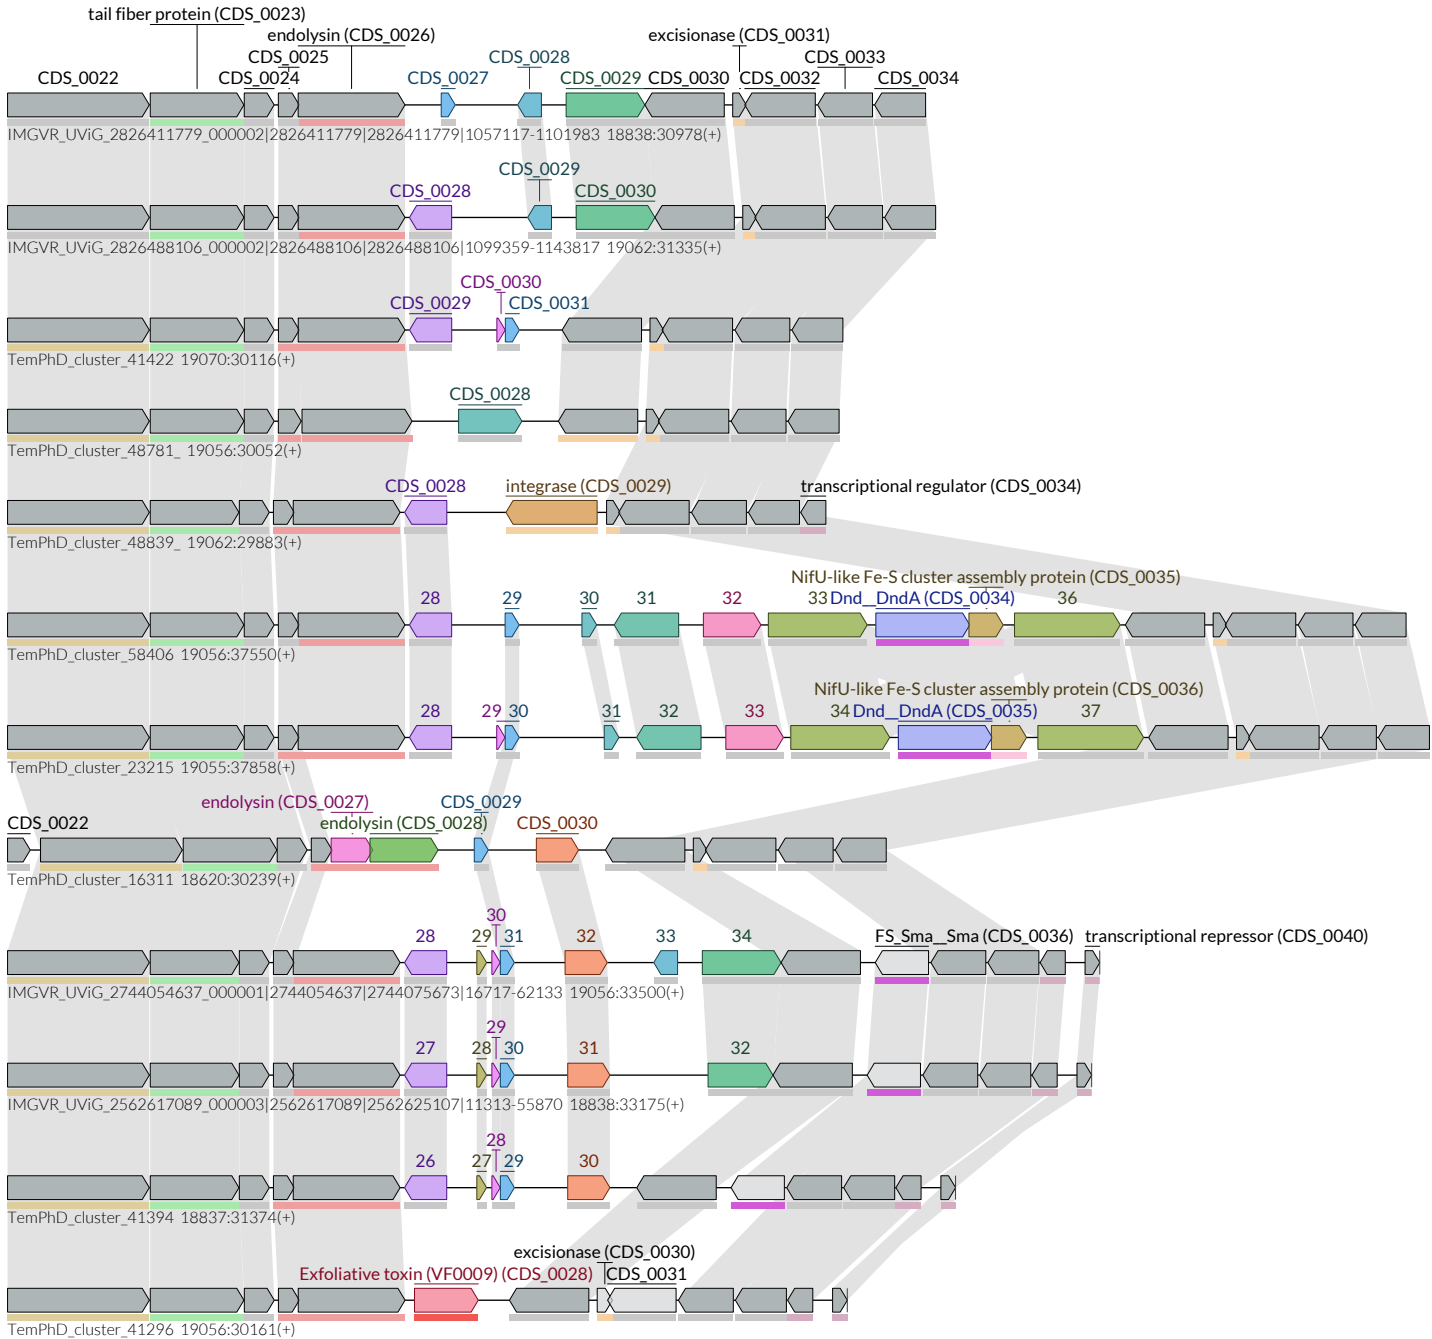 tail fiber protein (CDS_0023)
endolysin (CDS_0026) excisionase (CDS_0031)
CDS_0025 CDS_0028 CDS_0033
CDS_0022 CDS_0024 CDS_0027 CDS_0029 CDS_0030 CDS_0032 CDS_0034
IMGVR_UViG_2826411779_000002|2826411779|2826411779|1057117-1101983 18838:30978(+)
CDS_0029
CDS_0028 CDS_0030
IMGVR_UViG_2826488106_000002|2826488106|2826488106|1099359-1143817 19062:31335(+)
CDS_0030
CDS_0029 CDS_0031
TemPhD_cluster_41422 19070:30116(+)
CDS_0028
TemPhD_cluster_48781_ 19056:30052(+)
CDS_0028 integrase (CDS_0029) transcriptional regulator (CDS_0034)
TemPhD_cluster_48839_ 19062:29883(+)
NifU-like Fe-S cluster assembly protein (CDS_0035)
28 29 30 31 32 33 Dnd__DndA (CDS_0034) 36
TemPhD_cluster_58406 19056:37550(+)
NifU-like Fe-S cluster assembly protein (CDS_0036)
28 29 30 31 32 33 34 Dnd__DndA (CDS_0035) 37
TemPhD_cluster_23215 19055:37858(+)
endolysin (CDS_0027) CDS_0029
CDS_0022 endolysin (CDS_0028) CDS_0030
TemPhD_cluster_16311 18620:30239(+)
30
28 29 31 32 33 34 FS_Sma__Sma (CDS_0036) transcriptional repressor (CDS_0040)
IMGVR_UViG_2744054637_000001|2744054637|2744075673|16717-62133 19056:33500(+)
29
27 28 30 31 32
IMGVR_UViG_2562617089_000003|2562617089|2562625107|11313-55870 18838:33175(+)
28
26 27 29 30
TemPhD_cluster_41394 18837:31374(+)
excisionase (CDS_0030)
Exfoliative toxin (VF0009) (CDS_0028) CDS_0031
TemPhD_cluster_41296 19056:30161(+)